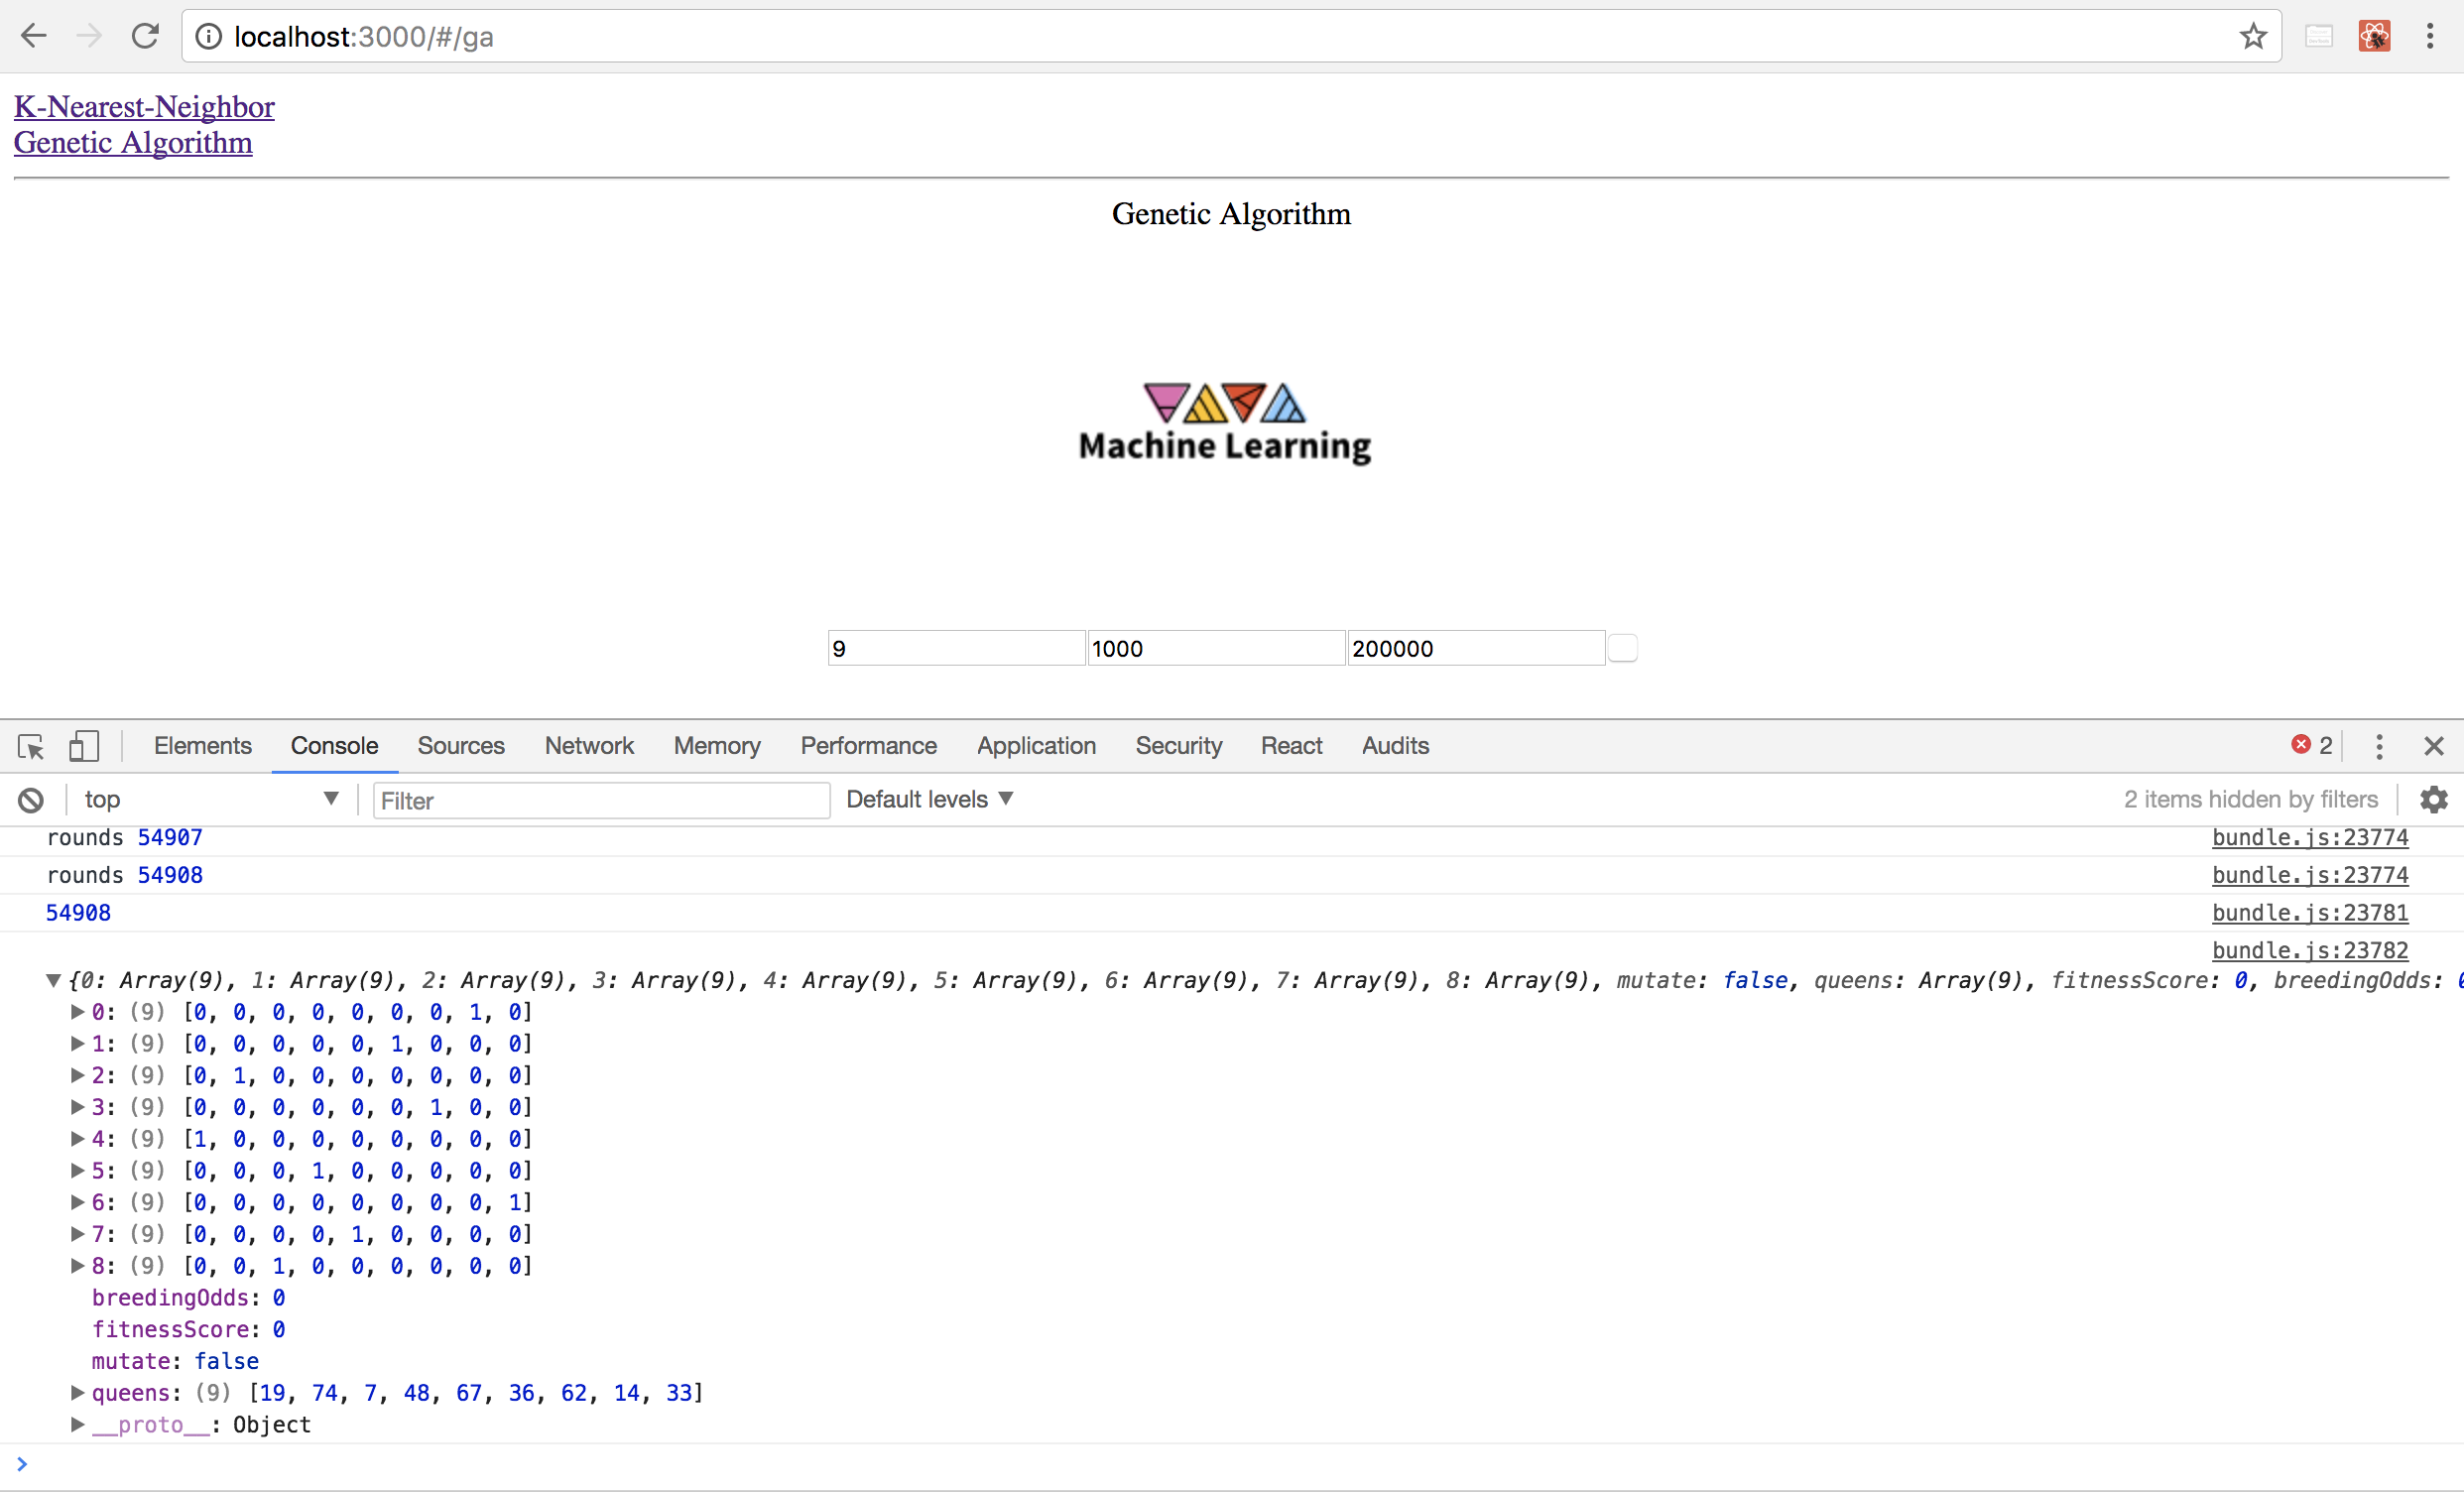 localhost:3000/#/ga
K-Nearest-Neighbor
Genetic Algorithm
Genetic Algorithm
Machine Learning
9 1000 200000
Elements Console Sources Network Memory Performance Application Security React Audits 2
top Filter Default levels 2 items hidden by filters
rounds 54907 bundle.js:23774
rounds 54908 bundle.js:23774
54908 bundle.js:23781
bundle.js:23782
{0: Array(9), 1: Array(9), 2: Array(9), 3: Array(9), 4: Array(9), 5: Array(9), 6: Array(9), 7: Array(9), 8: Array(9), mutate: false, queens: Array(9), fitnessScore: 0, breedingOdds: 0
0: (9) [0, 0, 0, 0, 0, 0, 0, 1, 0]
1: (9) [0, 0, 0, 0, 0, 1, 0, 0, 0]
2: (9) [0, 1, 0, 0, 0, 0, 0, 0, 0]
3: (9) [0, 0, 0, 0, 0, 0, 1, 0, 0]
4: (9) [1, 0, 0, 0, 0, 0, 0, 0, 0]
5: (9) [0, 0, 0, 1, 0, 0, 0, 0, 0]
6: (9) [0, 0, 0, 0, 0, 0, 0, 0, 1]
7: (9) [0, 0, 0, 0, 1, 0, 0, 0, 0]
8: (9) [0, 0, 1, 0, 0, 0, 0, 0, 0]
breedingOdds: 0
fitnessScore: 0
mutate: false
queens: (9) [19, 74, 7, 48, 67, 36, 62, 14, 33]
__proto__: Object